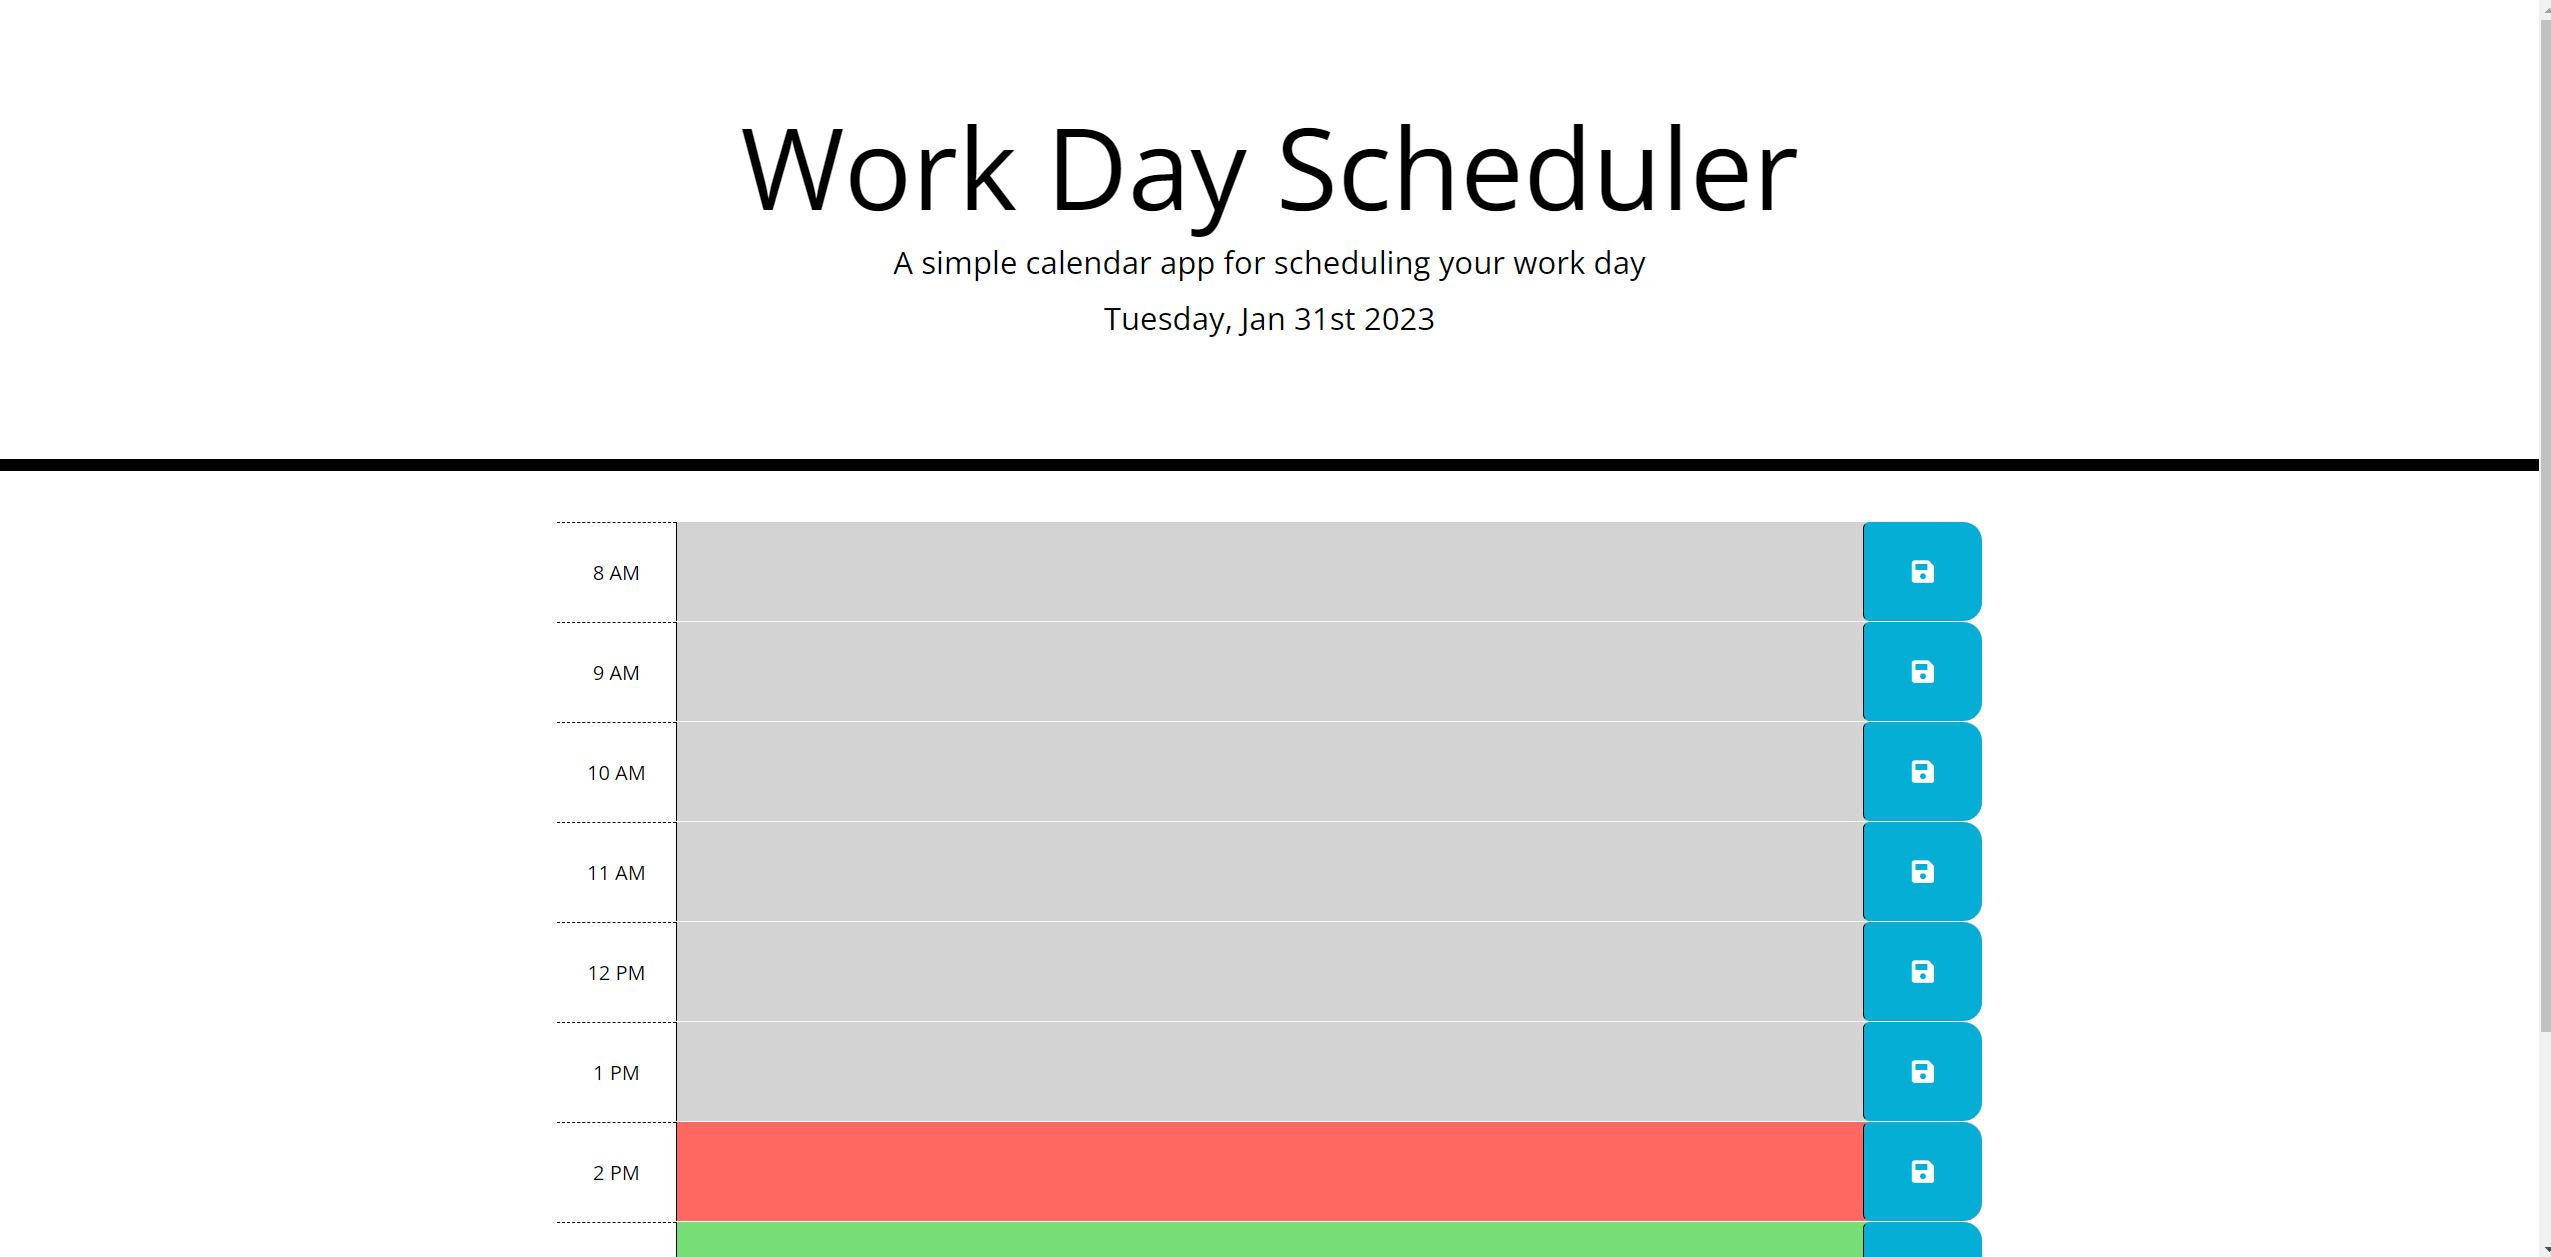 Work Day Scheduler
A simple calendar app for scheduling your work day
Tuesday, Jan 31st 2023
8 AM
9 AM
10 AM
11 AM
12 PM
1 PM
2 PM